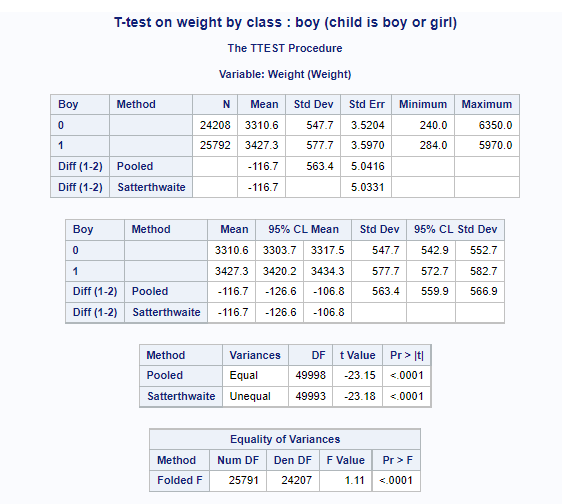 T-test on weight by class : boy (child is boy or girl)
The TTEST Procedure
Variable: Weight (Weight)
Boy Method N Mean Std Dev Std Err Minimum Maximum
0 24208 3310.6 547.7 3.5204 240.0 6350.0
1 25792 3427.3 577.7 3.5970 284.0 5970.0
Diff (1-2) Pooled -116.7 563.4 5.0416
Diff (1-2) Satterthwaite -116.7 5.0331
Boy Method Mean 95% CL Mean Std Dev 95% CL Std Dev
0 3310.6 3303.7 3317.5 547.7 542.9 552.7
1 3427.3 3420.2 3434.3 577.7 572.7 582.7
Diff (1-2) Pooled -116.7 -126.6 -106.8 563.4 559.9 566.9
Diff (1-2) Satterthwaite -116.7 -126.6 -106.8
Method Variances DF t Value Pr > |t|
Pooled Equal 49998 -23.15 <.0001
Satterthwaite Unequal 49993 -23.18 <.0001
Equality of Variances
Method Num DF Den DF F Value Pr > F
Folded F 25791 24207 1.11 <.0001